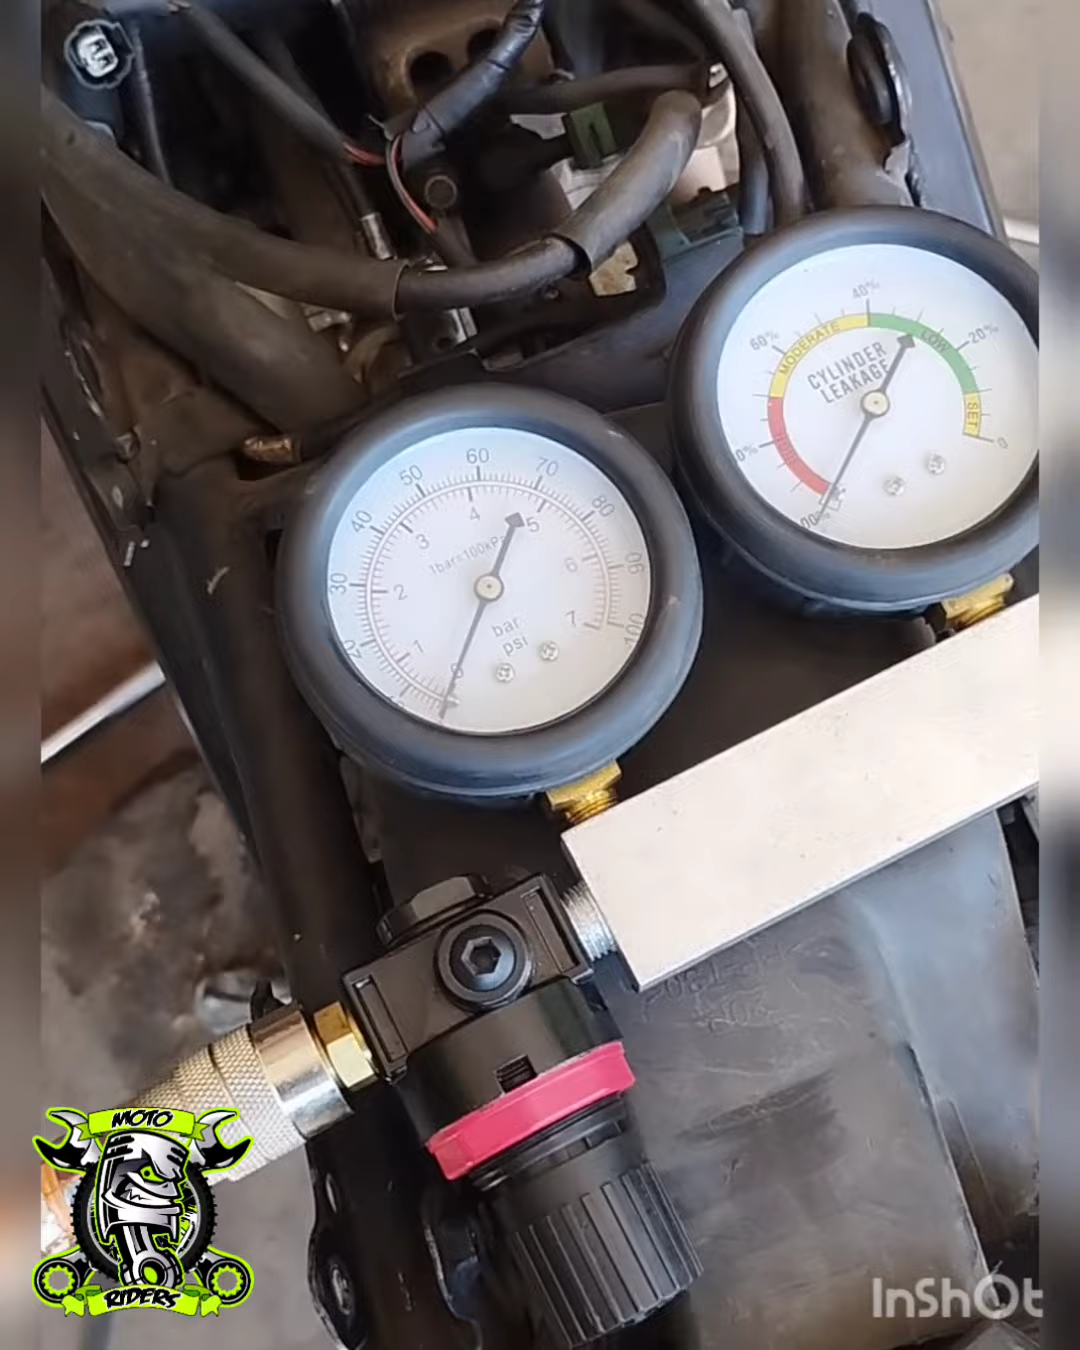 40%
60%
MODERATE
LOW
20%
CYLINDER
LEAKAGE
SET
0
50
60
70
40
80
3
4
5
1bar=100kPa
30
2
6
90
20
1
bar
psi
7
100
0
MOTO
RIDERS
InShOt